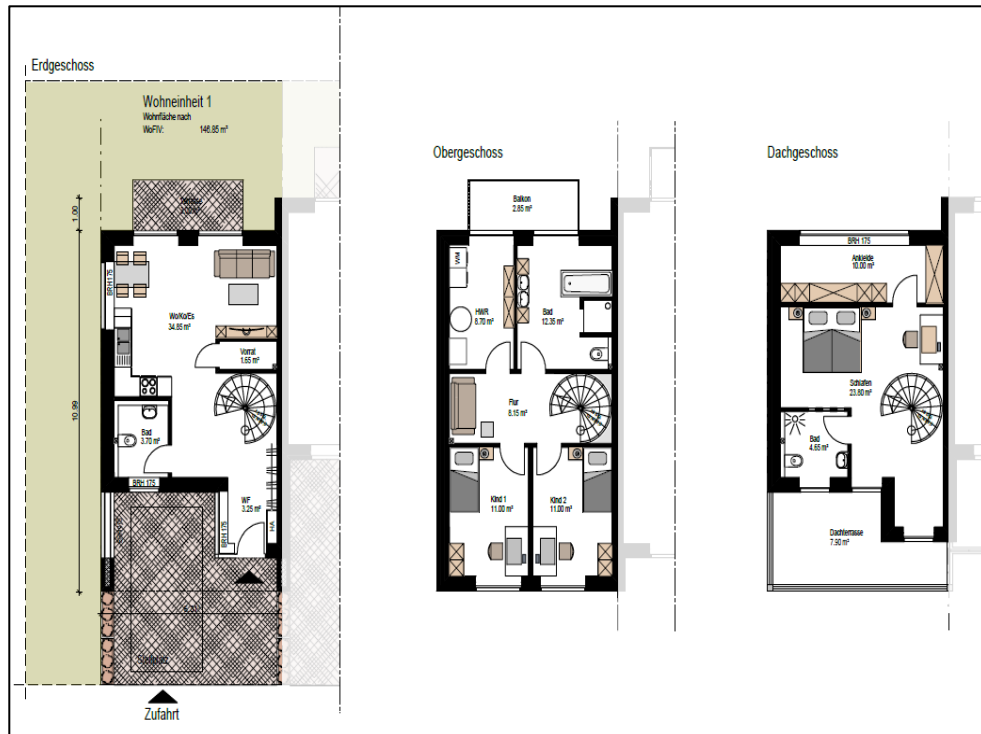 Erdgeschoss
Wohneinheit 1
Wohnfläche nach
WoFlV: 146.85 m²
1.00
10.99
BRH 175
Wo/Ko/Es
34.85 m²
Vorrat
1.65 m²
Bad
3.70 m²
BRH 175
WF
3.25 m²
BRH 175
HA
Stellplatz
Zufahrt
Obergeschoss
Balkon
2.85 m²
WM
HWR
8.70 m²
Bad
12.35 m²
Flur
8.15 m²
Kind 1
11.00 m²
Kind 2
11.00 m²
Dachgeschoss
BRH 175
Ankleide
10.00 m²
Schlafen
23.80 m²
Bad
4.65 m²
Dachterrasse
7.90 m²